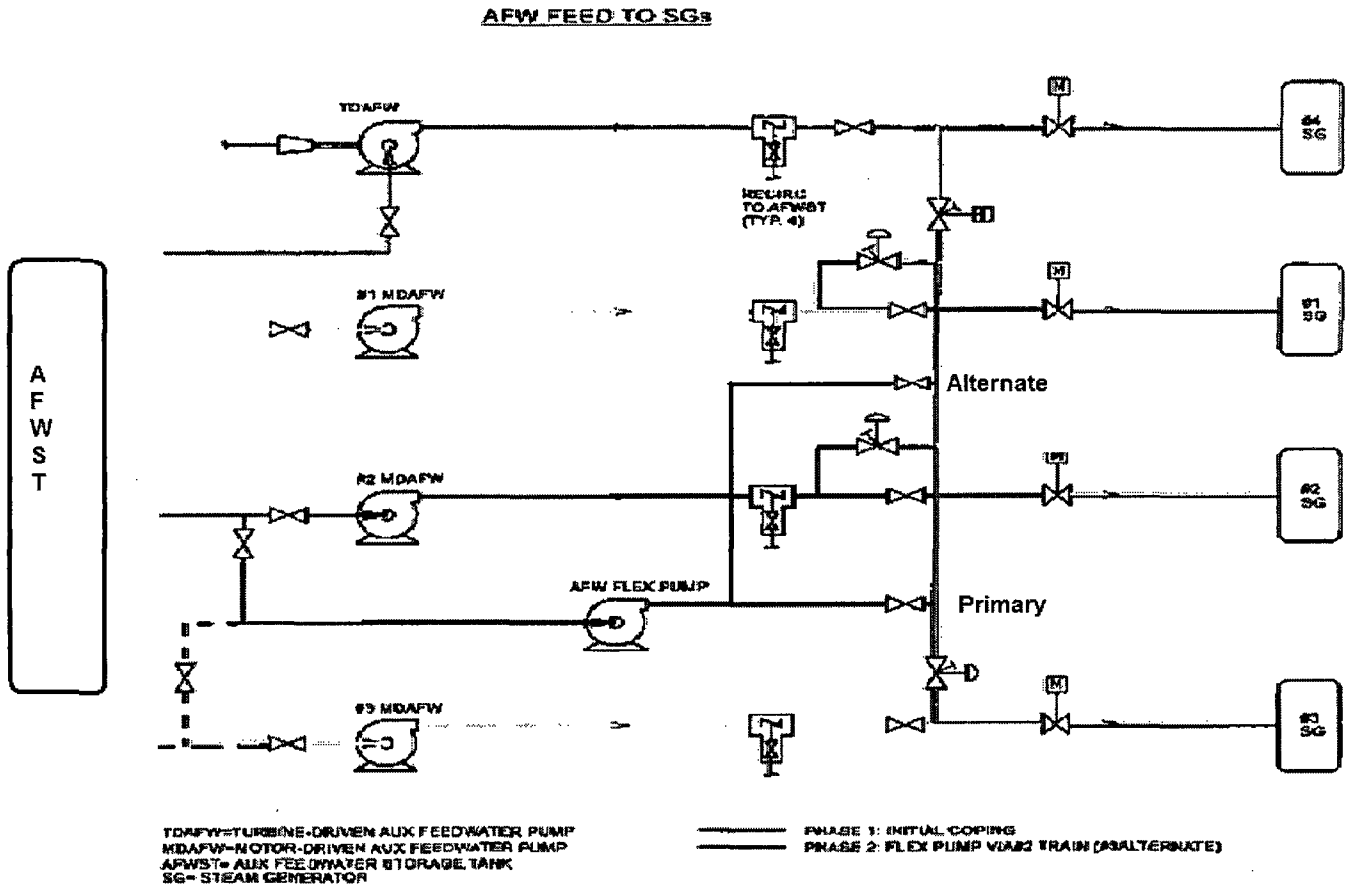 AFW FEED TO SGs
TDAFW
M
#4
SG
RECIRC
TO AFWST
(TYP. 4)
#1 MDAFW
M
#1
SG
A
F
W
S
T
Alternate
#2 MDAFW
M
#2
SG
AFW FLEX PUMP
Primary
#3 MDAFW
M
#3
SG
TDAFW=TURBINE-DRIVEN AUX FEEDWATER PUMP
MDAFW=MOTOR-DRIVEN AUX FEEDWATER PUMP
AFWST= AUX FEEDWATER STORAGE TANK
SG= STEAM GENERATOR
PHASE 1: INITIAL COPING
PHASE 2: FLEX PUMP VIA#2 TRAIN (#3ALTERNATE)